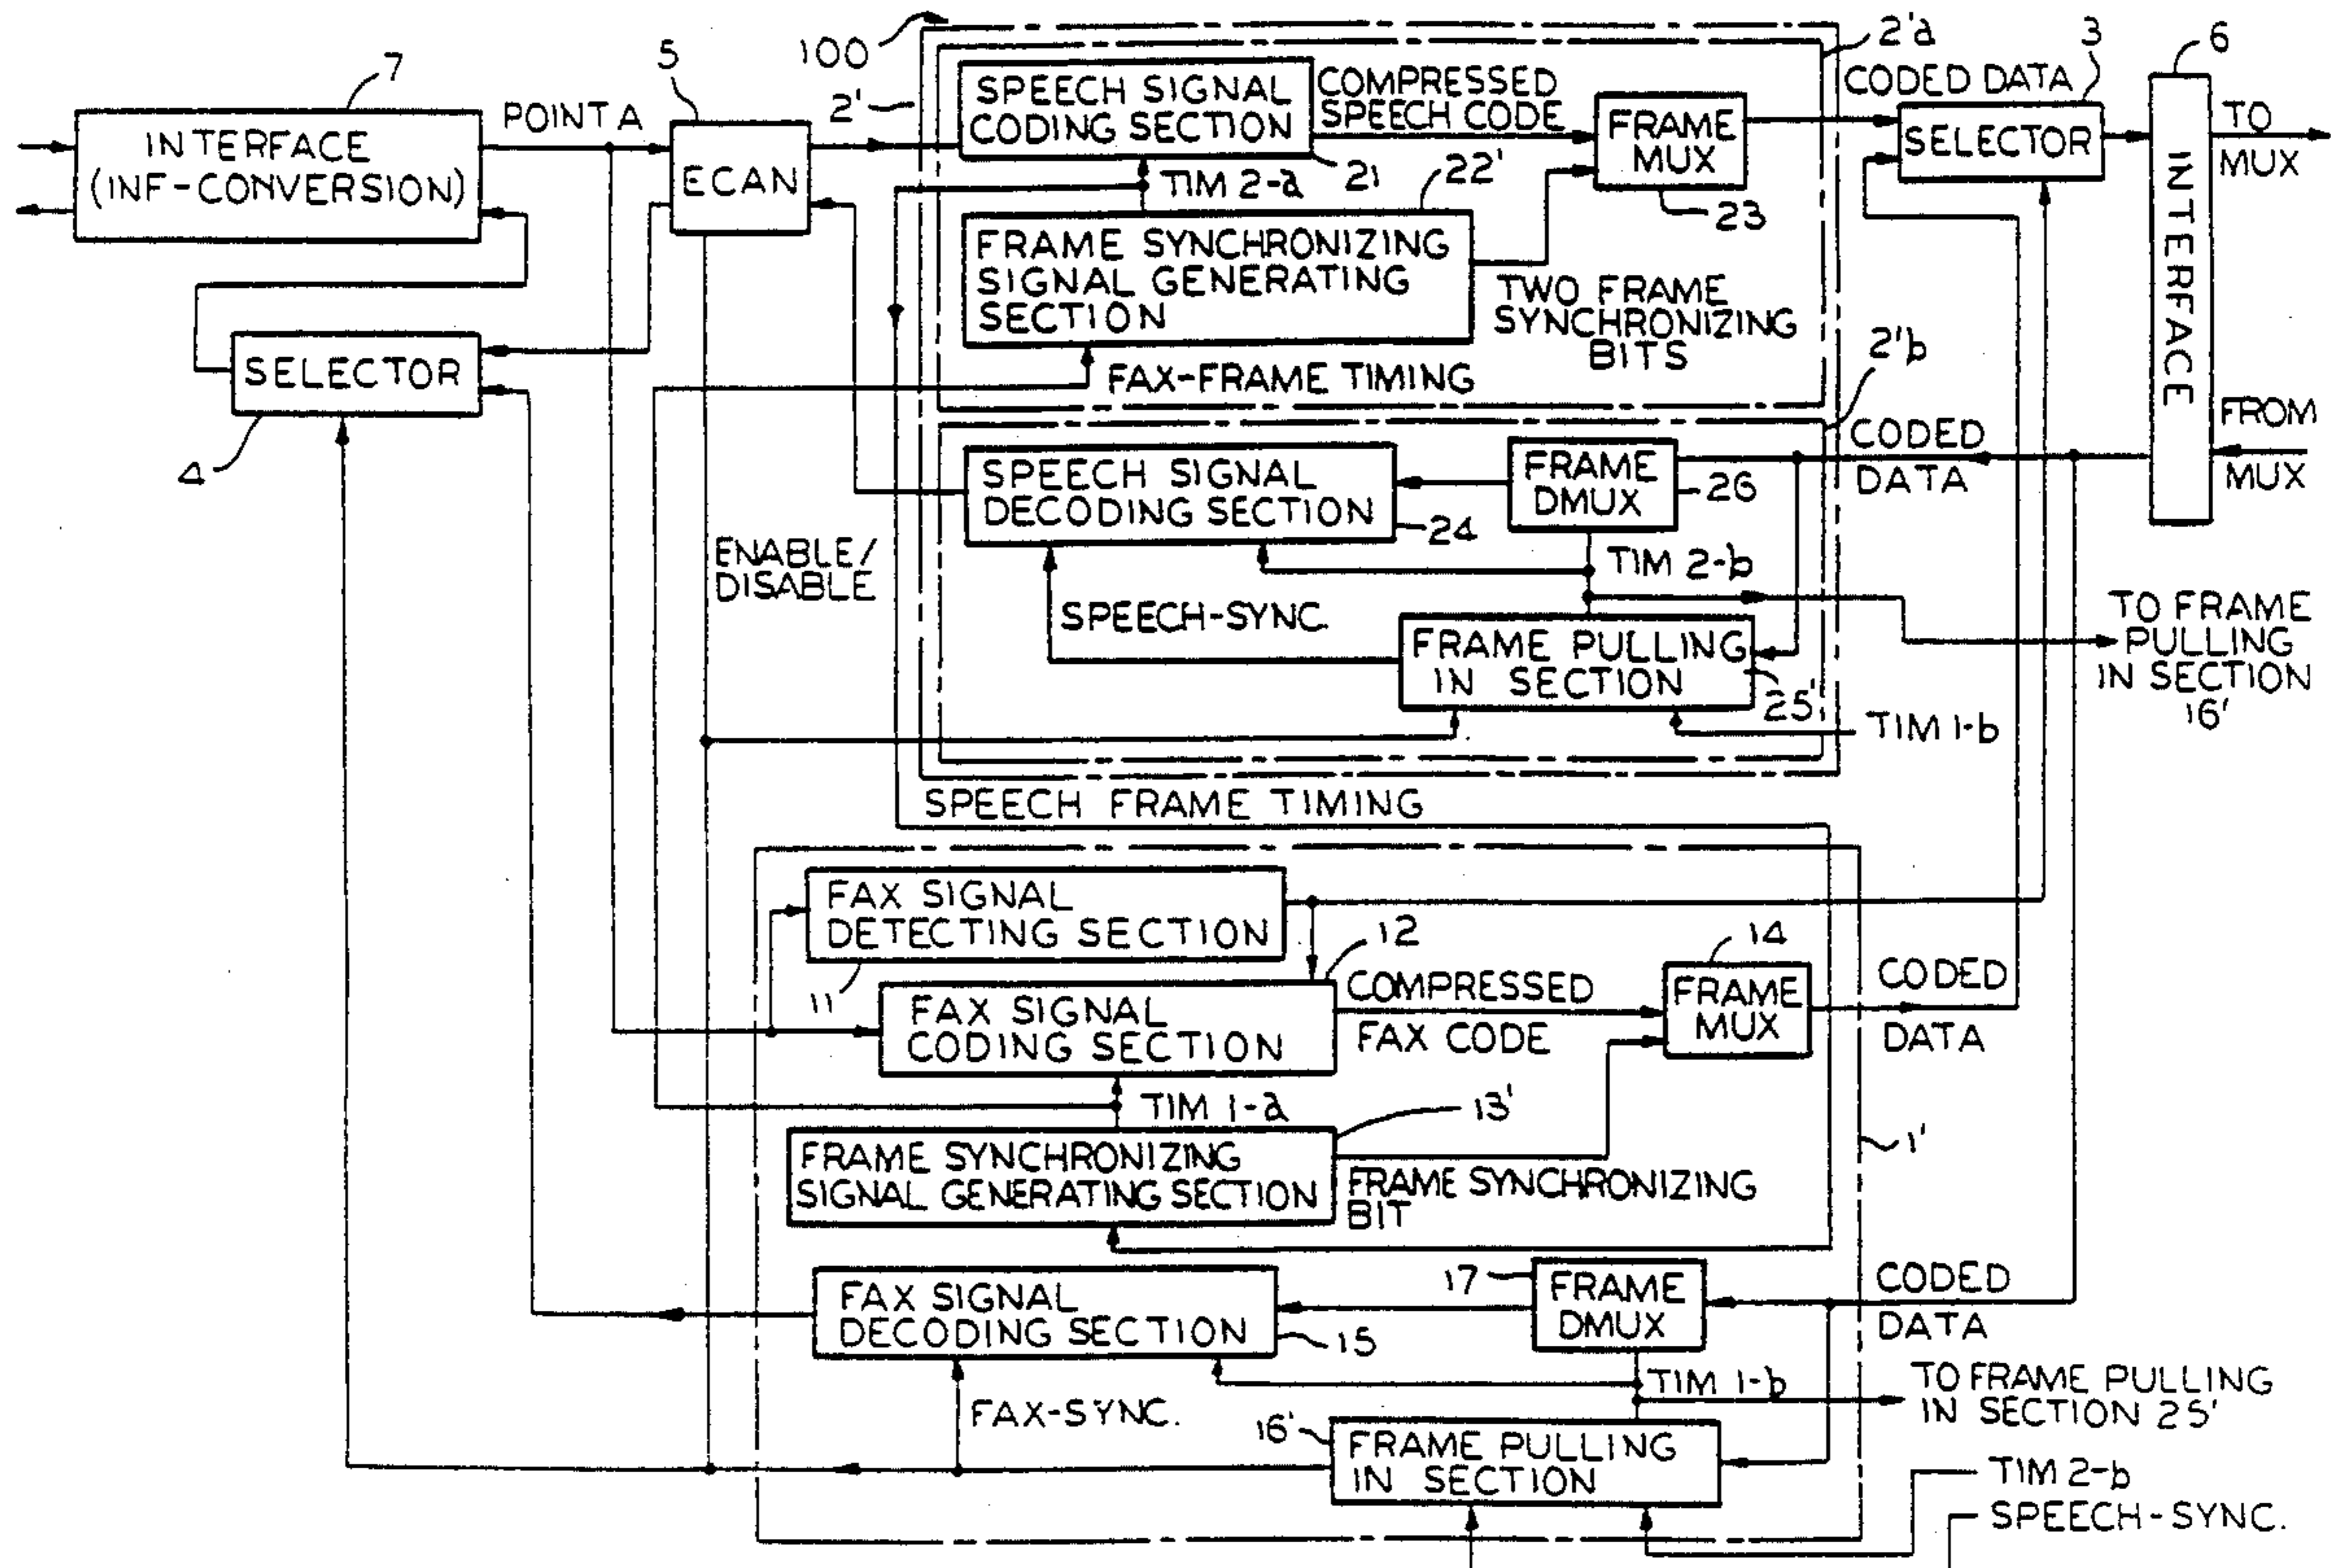 100
2'a
3
6
7
5
2'
POINT A
INTERFACE
(INF-CONVERSION)
ECAN
SPEECH SIGNAL
CODING SECTION
21
COMPRESSED
SPEECH CODE
FRAME
MUX
23
CODED DATA
SELECTOR
INTERFACE
TO
MUX
TIM 2-a
22'
FRAME SYNCHRONIZING
SIGNAL GENERATING
SECTION
TWO FRAME
SYNCHRONIZING
BITS
FAX-FRAME TIMING
SELECTOR
4
2'b
SPEECH SIGNAL
DECODING SECTION
24
FRAME
DMUX
26
CODED
DATA
FROM
MUX
ENABLE/
DISABLE
TIM 2-b
SPEECH-SYNC.
FRAME PULLING
IN SECTION
25'
TO FRAME
PULLING
IN SECTION
16'
TIM 1-b
SPEECH FRAME TIMING
FAX SIGNAL
DETECTING SECTION
11
12
FAX SIGNAL
CODING SECTION
COMPRESSED
FAX CODE
14
FRAME
MUX
CODED
DATA
TIM 1-a
13'
FRAME SYNCHRONIZING
SIGNAL GENERATING SECTION
FRAME SYNCHRONIZING
BIT
1'
FAX SIGNAL
DECODING SECTION
15
17
FRAME
DMUX
CODED
DATA
TIM 1-b
TO FRAME PULLING
IN SECTION 25'
FAX-SYNC.
16'
FRAME PULLING
IN SECTION
TIM 2-b
SPEECH-SYNC.